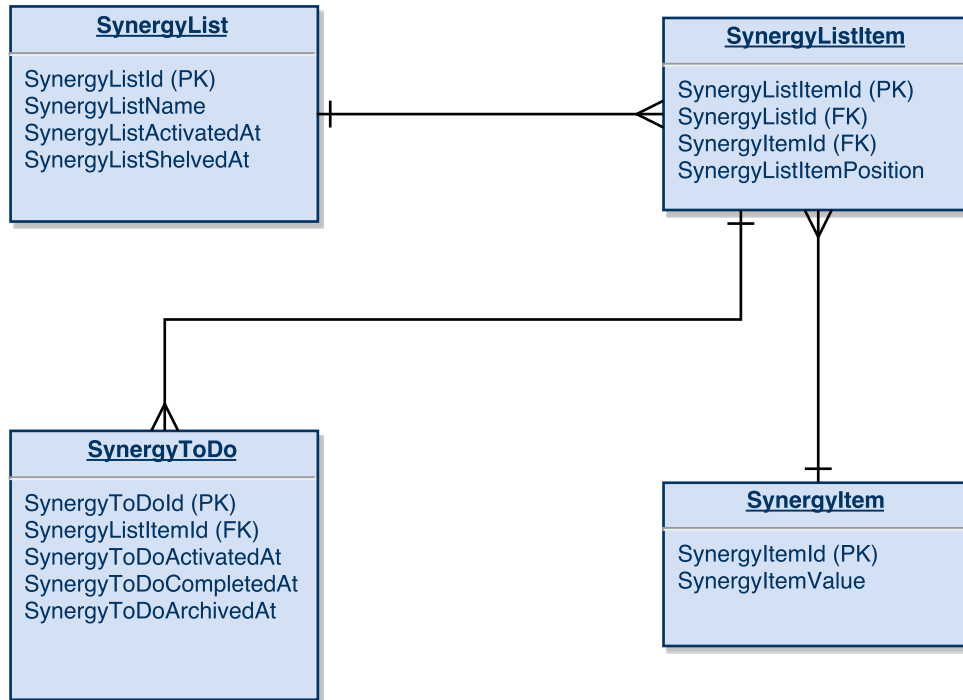 SynergyList
SynergyListId (PK)
SynergyListName
SynergyListActivatedAt
SynergyListShelvedAt
SynergyListItem
SynergyListItemId (PK)
SynergyListId (FK)
SynergyItemId (FK)
SynergyListItemPosition
SynergyToDo
SynergyToDoId (PK)
SynergyListItemId (FK)
SynergyToDoActivatedAt
SynergyToDoCompletedAt
SynergyToDoArchivedAt
SynergyItem
SynergyItemId (PK)
SynergyItemValue